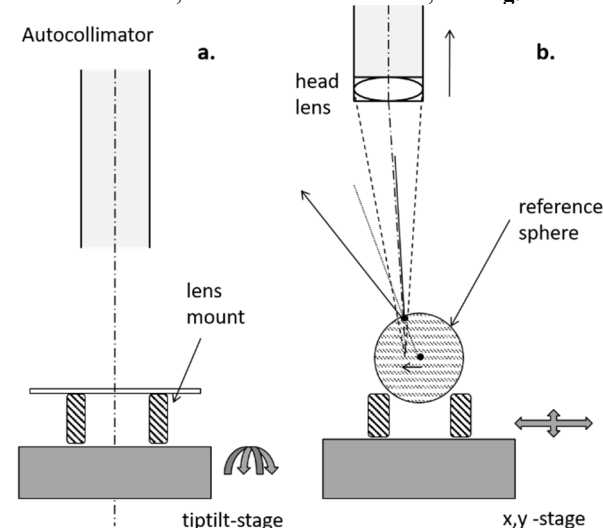 Autocollimator
a.
b.
head
lens
reference
sphere
lens
mount
tiptilt-stage
x,y -stage